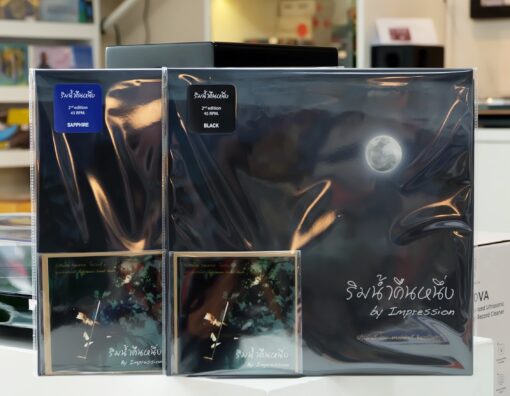 ริมน้ำคืนหนึ่ง
2nd edition
45 RPM.
SAPPHIRE
ริมน้ำคืนหนึ่ง
2nd edition
45 RPM.
BLACK
ริมน้ำคืนหนึ่ง
by Impression
ริมน้ำคืนหนึ่ง
By Impression
ริมน้ำคืนหนึ่ง
By Impression
OVA
Record Cleaner